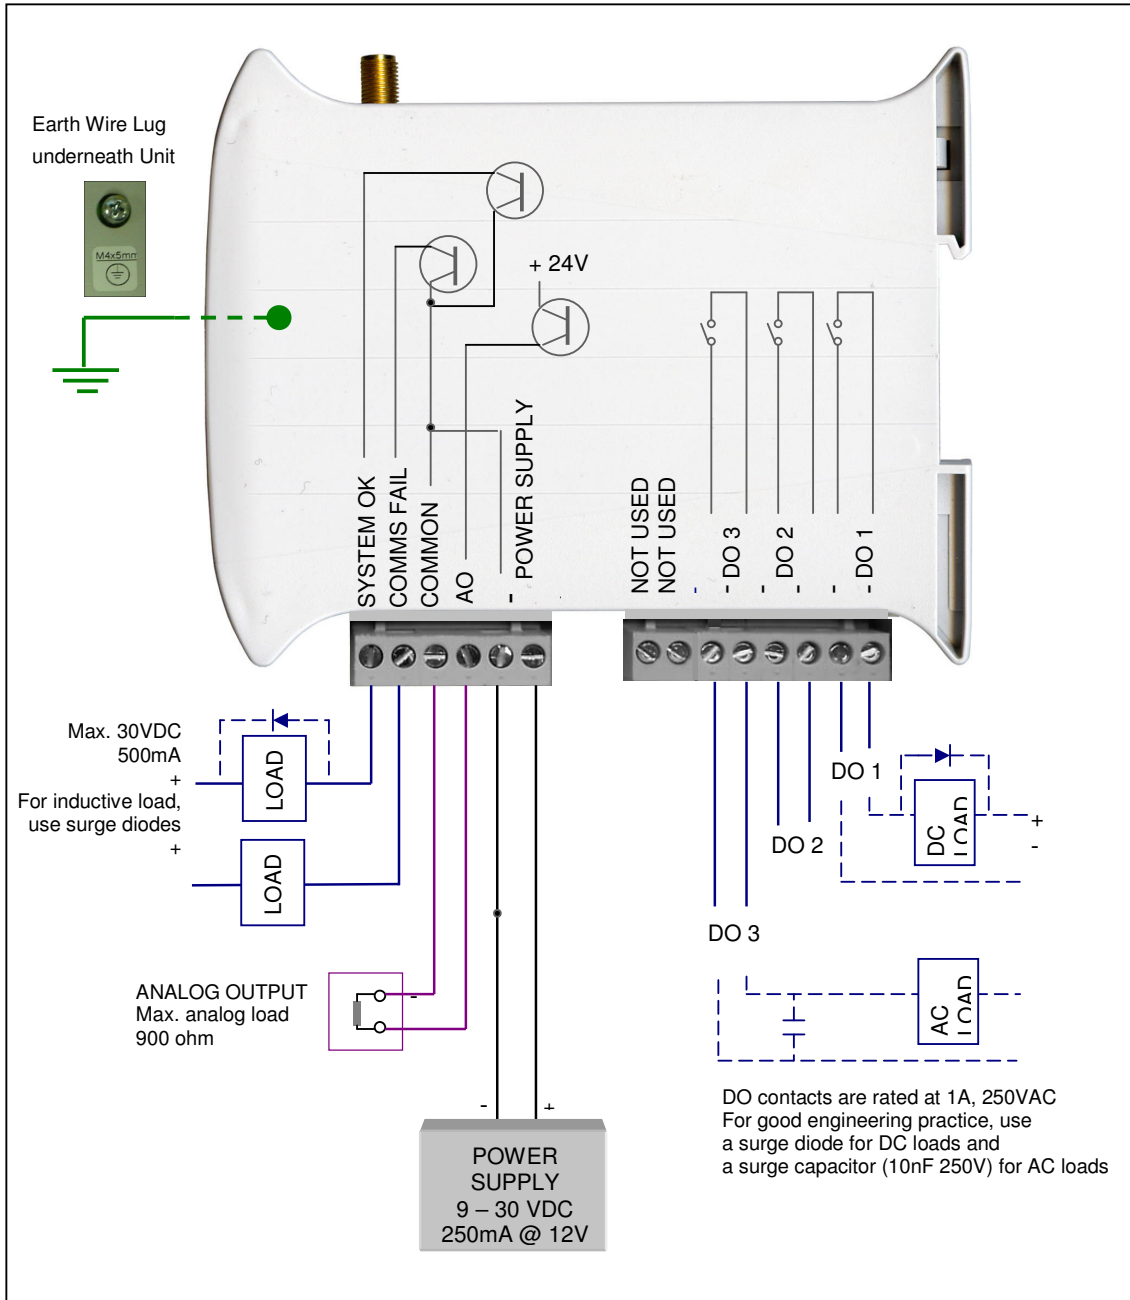 Earth Wire Lug
underneath Unit
M4x5mm
+ 24V
SYSTEM OK
COMMS FAIL
COMMON
AO
-
POWER SUPPLY
NOT USED
NOT USED
-
- DO 3
-
- DO 2
-
- DO 1
Max. 30VDC
500mA
+
For inductive load,
use surge diodes
+
LOAD
LOAD
DO 1
DO 2
DO 3
DC
LOAD
+
-
ANALOG OUTPUT
Max. analog load
900 ohm
-
AC
LOAD
- +
POWER
SUPPLY
9 – 30 VDC
250mA @ 12V
DO contacts are rated at 1A, 250VAC
For good engineering practice, use
a surge diode for DC loads and
a surge capacitor (10nF 250V) for AC loads